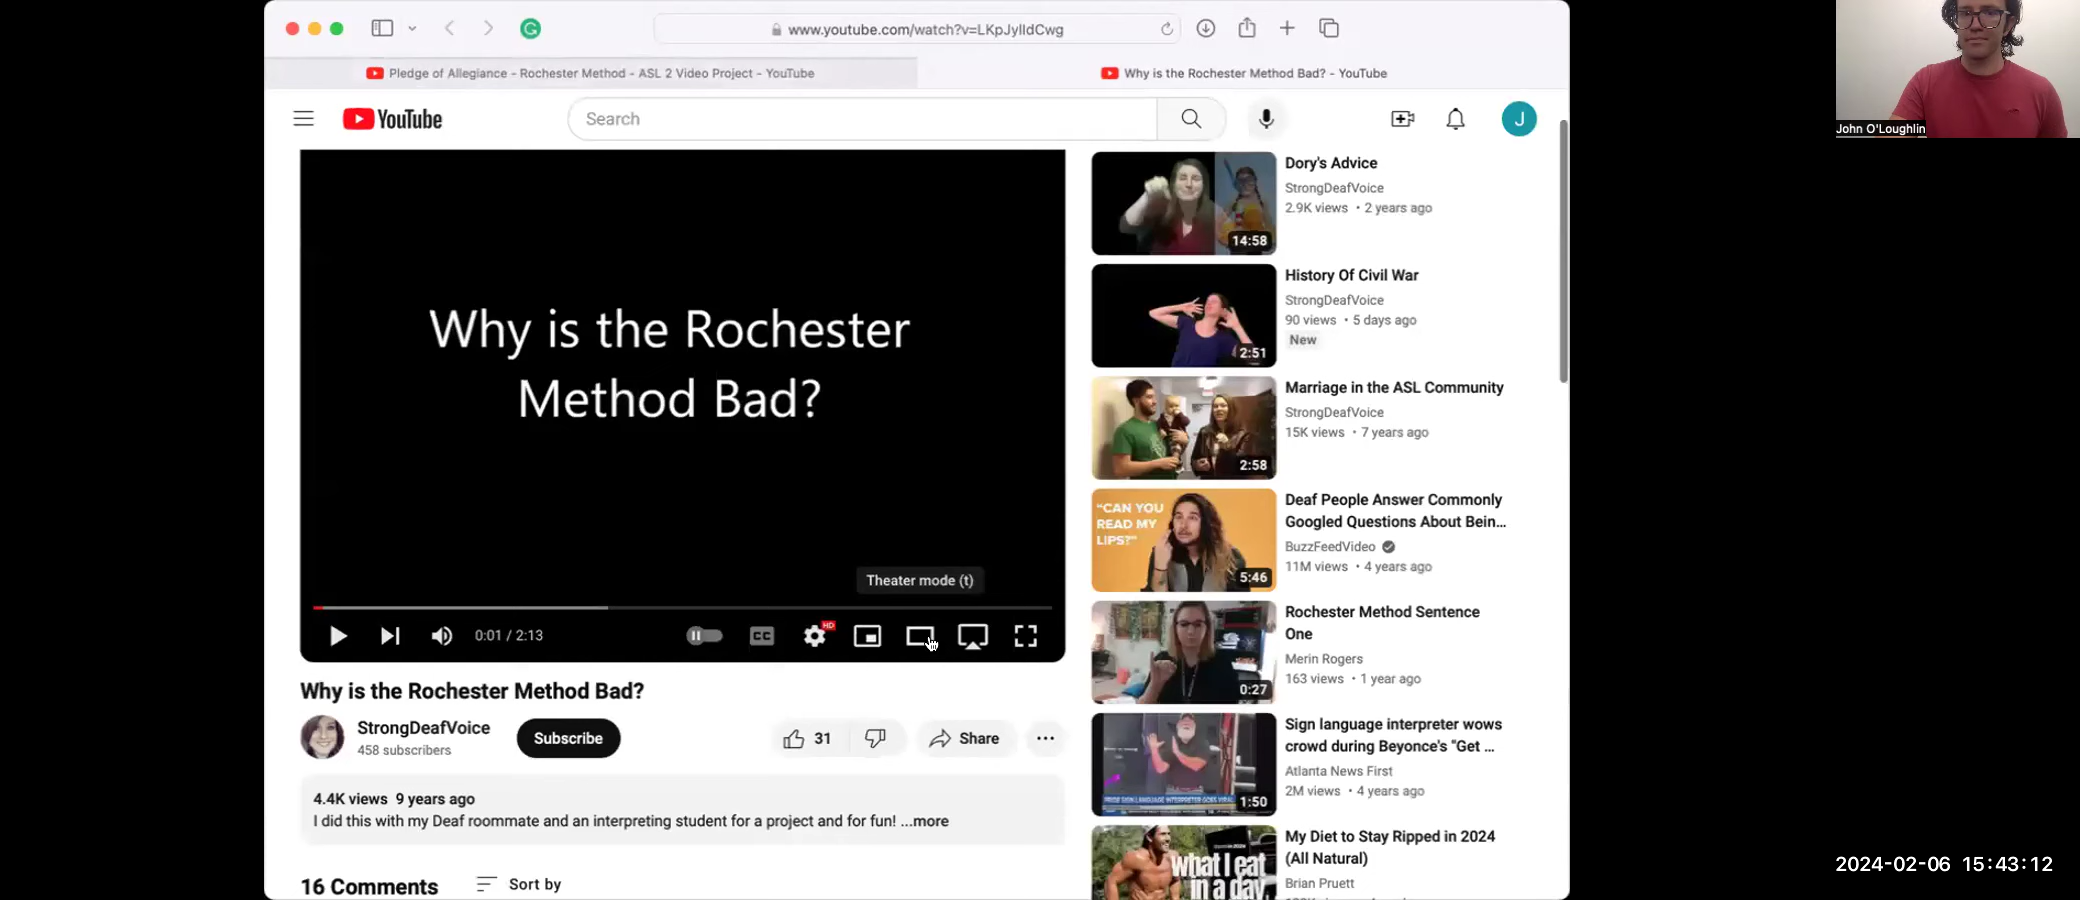 www.youtube.com/watch?v=LKpJylldCwg
Pledge of Allegiance - Rochester Method - ASL 2 Video Project - YouTube
Why is the Rochester Method Bad? - YouTube
YouTube
Search
J
John O'Loughlin
Why is the Rochester
Method Bad?
Theater mode (t)
0:01 / 2:13
CC
HD
Why is the Rochester Method Bad?
StrongDeafVoice
458 subscribers
Subscribe
31
Share
4.4K views 9 years ago
I did this with my Deaf roommate and an interpreting student for a project and for fun! ...more
16 Comments
Sort by
Dory's Advice
StrongDeafVoice
2.9K views • 2 years ago
14:58
History Of Civil War
StrongDeafVoice
90 views • 5 days ago
New
2:51
Marriage in the ASL Community
StrongDeafVoice
15K views • 7 years ago
2:58
Deaf People Answer Commonly
Googled Questions About Bein...
BuzzFeedVideo
11M views • 4 years ago
"CAN YOU
READ MY
LIPS?"
5:46
Rochester Method Sentence
One
Merin Rogers
163 views • 1 year ago
0:27
Sign language interpreter wows
crowd during Beyonce's "Get ...
Atlanta News First
2M views • 4 years ago
SIGN LANGUAGE INTERPRETER GOES VIRAL
1:50
My Diet to Stay Ripped in 2024
(All Natural)
Brian Pruett
what I eat
in a day
2024-02-06 15:43:12